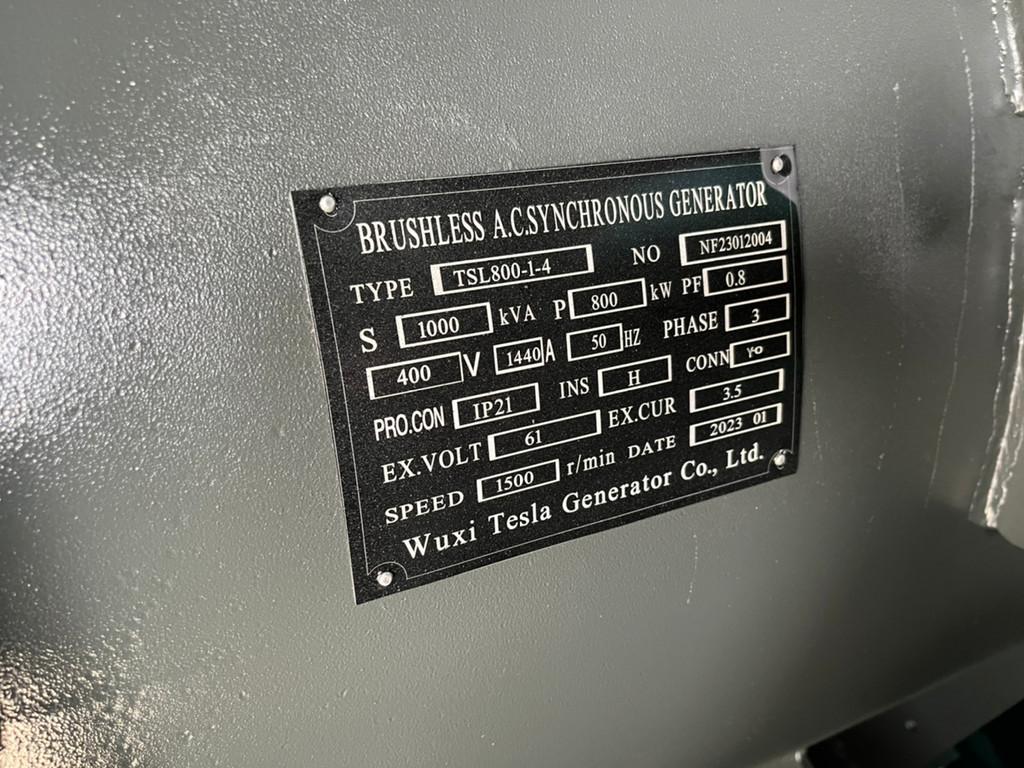 BRUSHLESS A.C.SYNCHRONOUS GENERATOR
TYPE TSL800-1-4 NO NF23012004
S 1000 kVA P 800 kW PF 0.8
400 V 1440 A 50 HZ PHASE 3
PRO.CON IP21 INS H CONN Y0
EX.VOLT 61 EX.CUR 3.5
SPEED 1500 r/min DATE 2023 01
Wuxi Tesla Generator Co., Ltd.